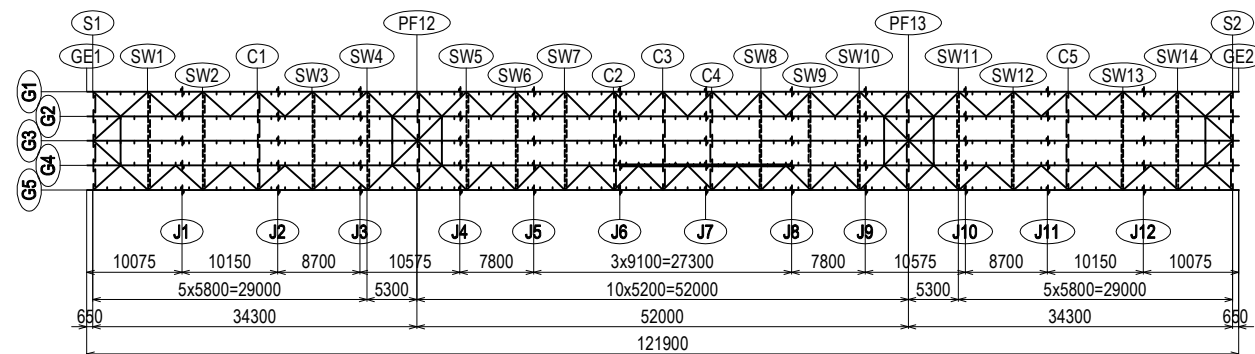 S1 PF12 PF13 S2
GE1 SW1 C1 SW4 SW5 SW7 C3 SW8 SW10 SW11 C5 SW14 GE2
SW2 SW3 SW6 C2 C4 SW9 SW12 SW13
G1
G2
G3
G4
G5
J1 J2 J3 J4 J5 J6 J7 J8 J9 J10 J11 J12
10075 10150 8700 10575 7800 3x9100=27300 7800 10575 8700 10150 10075
5x5800=29000 5300 10x5200=52000 5300 5x5800=29000
650 34300 52000 34300 650
121900